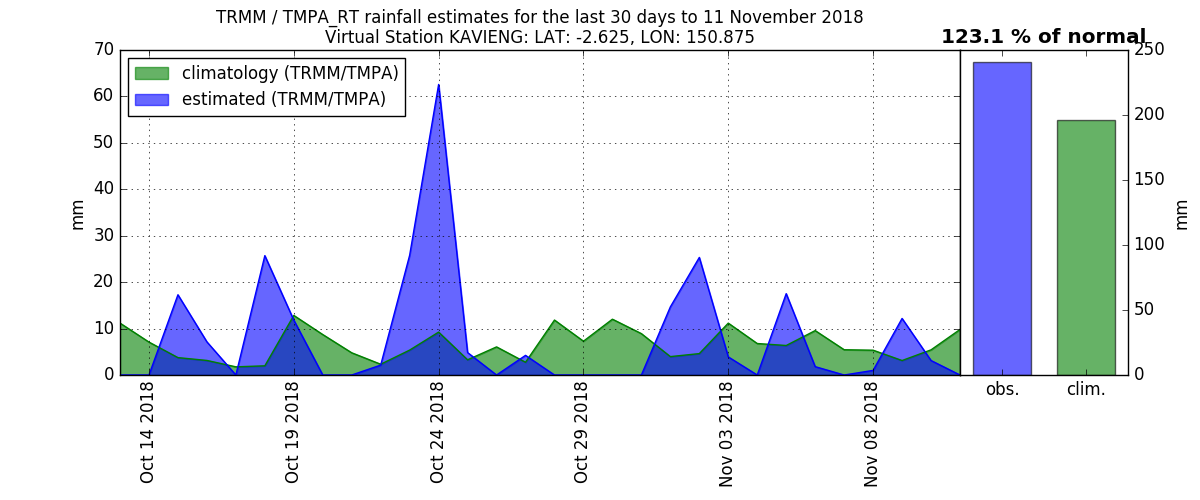 TRMM / TMPA_RT rainfall estimates for the last 30 days to 11 November 2018
Virtual Station KAVIENG: LAT: -2.625, LON: 150.875
123.1 % of normal
climatology (TRMM/TMPA)
estimated (TRMM/TMPA)
70
60
50
40
30
20
10
0
mm
Oct 14 2018
Oct 19 2018
Oct 24 2018
Oct 29 2018
Nov 03 2018
Nov 08 2018
250
200
150
100
50
0
mm
obs.
clim.